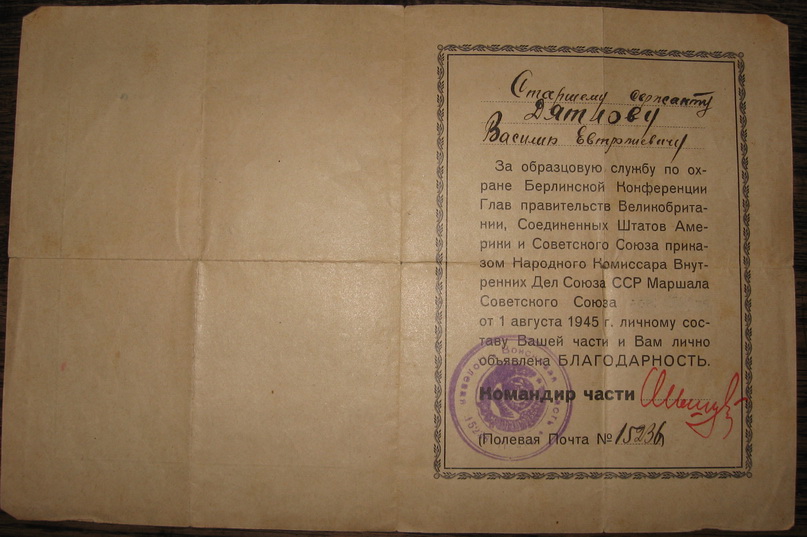 Старшему сержанту
Дятлову
Василию
За образцовую службу по ох-
ране Берлинской Конференции
Глав правительств Великобрита-
нии, Соединенных Штатов Аме-
рики и Советского Союза прика-
зом Народного Комиссара Внут-
ренних Дел Союза ССР Маршала
Советского Союза
от 1 августа 1945 г. личному сос-
таву Вашей части и Вам лично
объявлена БЛАГОДАРНОСТЬ.
Командир части
(Полевая Почта № 15236